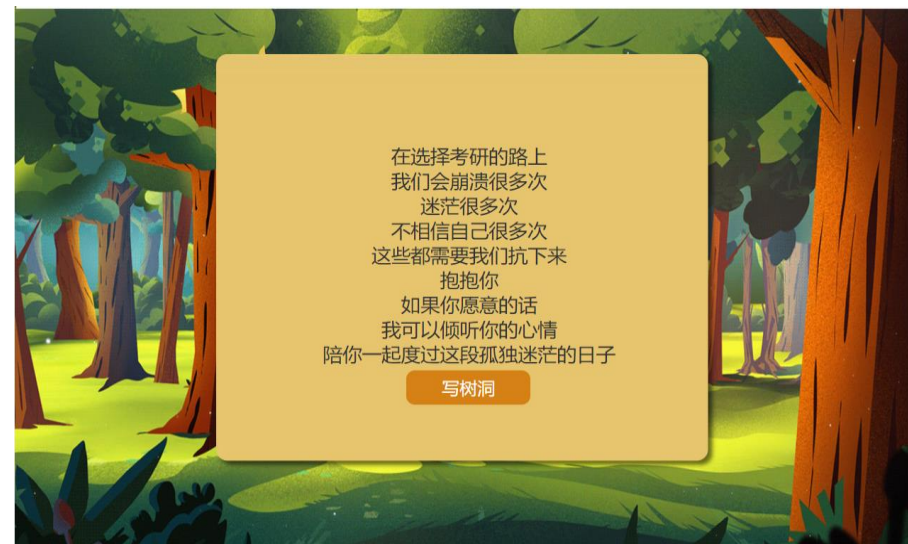 在选择考研的路上
我们会崩溃很多次
迷茫很多次
不相信自己很多次
这些都需要我们抗下来
抱抱你
如果你愿意的话
我可以倾听你的心情
陪你一起度过这段孤独迷茫的日子
写树洞